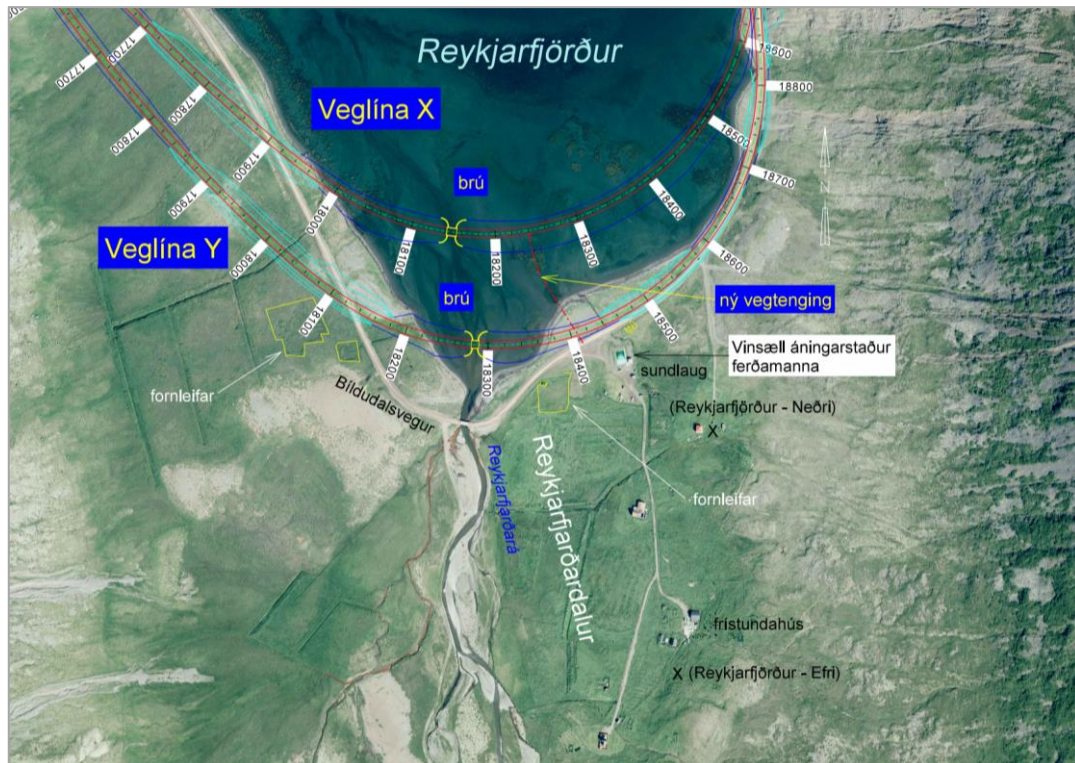 Reykjarfjörður
Veglína X
Veglína Y
brú
brú
ný vegtenging
Vinsæll áningarstaður
ferðamanna
sundlaug
(Reykjarfjörður - Neðri)
X
fornleifar
fornleifar
Bíldudalsvegur
Reykjarfjarðará
Reykjarfjarðardalur
frístundahús
X (Reykjarfjörður - Efri)
17700
17800
17900
18000
18100
18200
18300
18400
18500
18600
17700
17800
17900
18000
18100
18200
18300
18400
18500
18600
18700
18800